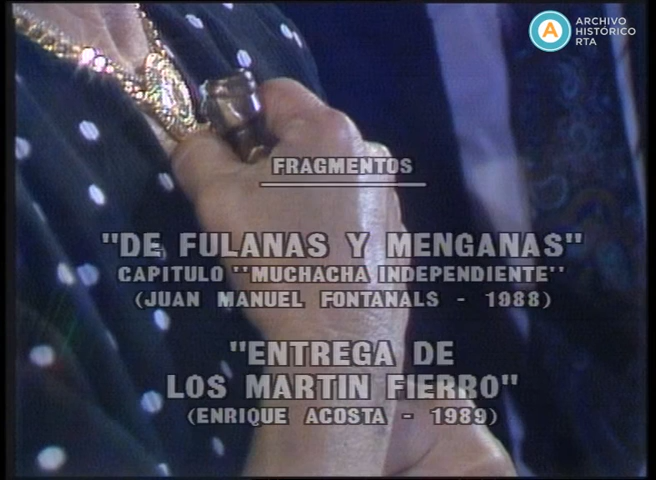 A
ARCHIVO
HISTÓRICO
RTA
FRAGMENTOS
"DE FULANAS Y MENGANAS"
CAPITULO "MUCHACHA INDEPENDIENTE"
(JUAN MANUEL FONTANALS - 1988)
"ENTREGA DE
LOS MARTIN FIERRO"
(ENRIQUE ACOSTA - 1989)